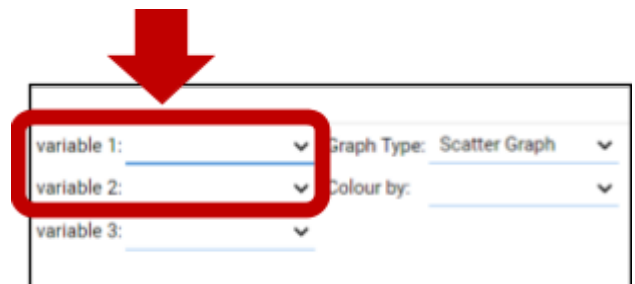 variable 1: Graph Type: Scatter Graph
variable 2: Colour by:
variable 3: